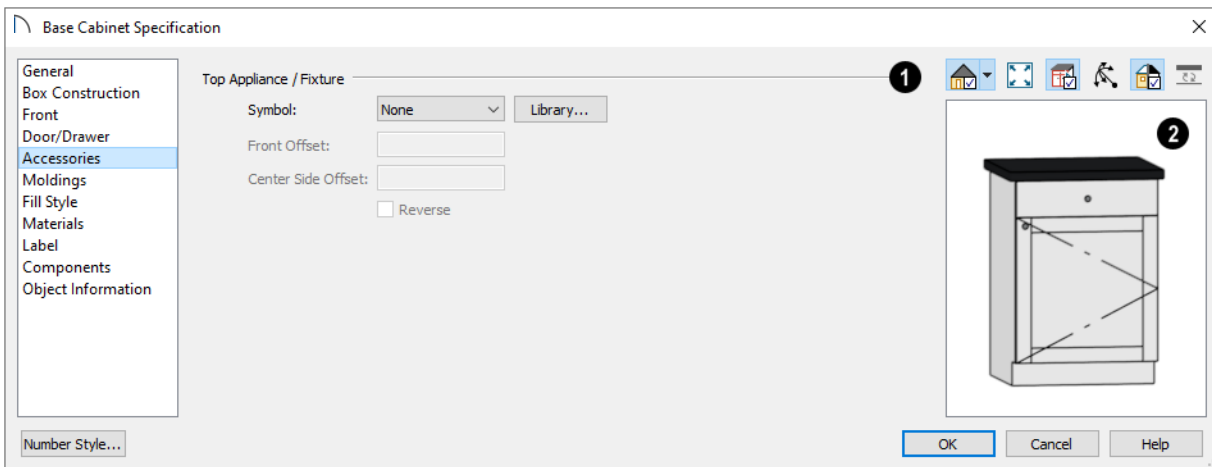 Base Cabinet Specification
General
Box Construction
Front
Door/Drawer
Accessories
Moldings
Fill Style
Materials
Label
Components
Object Information
Top Appliance / Fixture
Symbol: None Library...
Front Offset:
Center Side Offset:
Reverse
1
2
Number Style...
OK Cancel Help